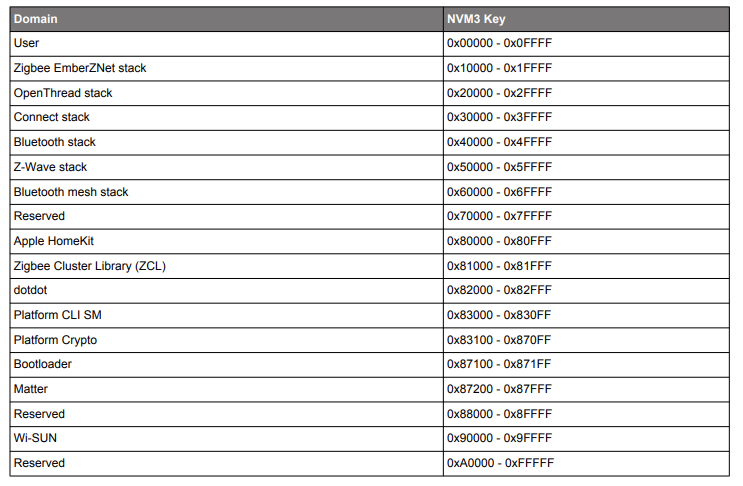 Domain NVM3 Key
User 0x00000 - 0x0FFFF
Zigbee EmberZNet stack 0x10000 - 0x1FFFF
OpenThread stack 0x20000 - 0x2FFFF
Connect stack 0x30000 - 0x3FFFF
Bluetooth stack 0x40000 - 0x4FFFF
Z-Wave stack 0x50000 - 0x5FFFF
Bluetooth mesh stack 0x60000 - 0x6FFFF
Reserved 0x70000 - 0x7FFFF
Apple HomeKit 0x80000 - 0x80FFF
Zigbee Cluster Library (ZCL) 0x81000 - 0x81FFF
dotdot 0x82000 - 0x82FFF
Platform CLI SM 0x83000 - 0x830FF
Platform Crypto 0x83100 - 0x870FF
Bootloader 0x87100 - 0x871FF
Matter 0x87200 - 0x87FFF
Reserved 0x88000 - 0x8FFFF
Wi-SUN 0x90000 - 0x9FFFF
Reserved 0xA0000 - 0xFFFFF